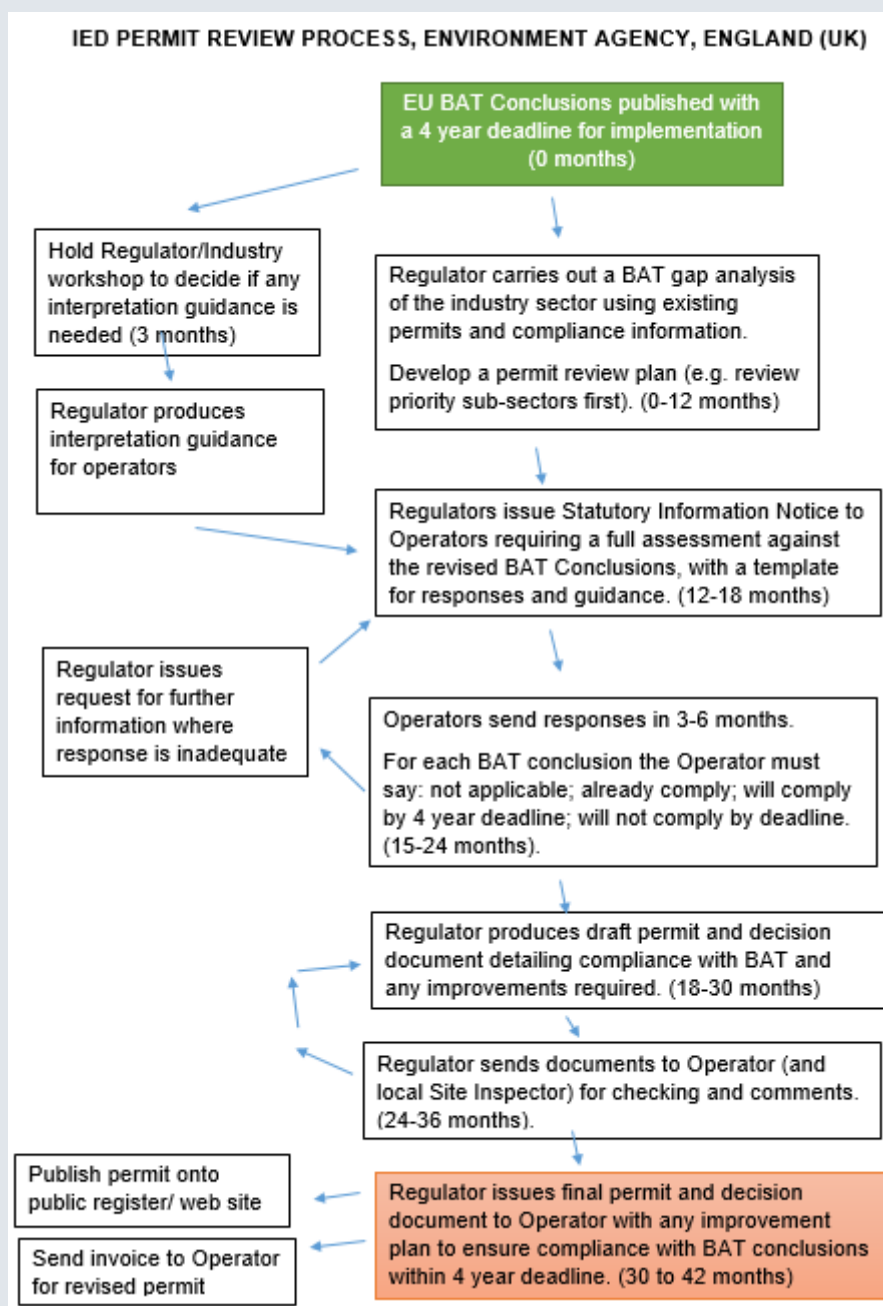 IED PERMIT REVIEW PROCESS, ENVIRONMENT AGENCY, ENGLAND (UK)
EU BAT Conclusions published with
a 4 year deadline for implementation
(0 months)
Hold Regulator/Industry
workshop to decide if any
interpretation guidance is
needed (3 months)
Regulator carries out a BAT gap analysis
of the industry sector using existing
permits and compliance information.
Develop a permit review plan (e.g. review
priority sub-sectors first). (0-12 months)
Regulator produces
interpretation guidance
for operators
Regulators issue Statutory Information Notice to
Operators requiring a full assessment against
the revised BAT Conclusions, with a template
for responses and guidance. (12-18 months)
Regulator issues
request for further
information where
response is inadequate
Operators send responses in 3-6 months.
For each BAT conclusion the Operator must
say: not applicable; already comply; will comply
by 4 year deadline; will not comply by deadline.
(15-24 months).
Regulator produces draft permit and decision
document detailing compliance with BAT and
any improvements required. (18-30 months)
Regulator sends documents to Operator (and
local Site Inspector) for checking and comments.
(24-36 months).
Publish permit onto
public register/ web site
Send invoice to Operator
for revised permit
Regulator issues final permit and decision
document to Operator with any improvement
plan to ensure compliance with BAT conclusions
within 4 year deadline. (30 to 42 months)